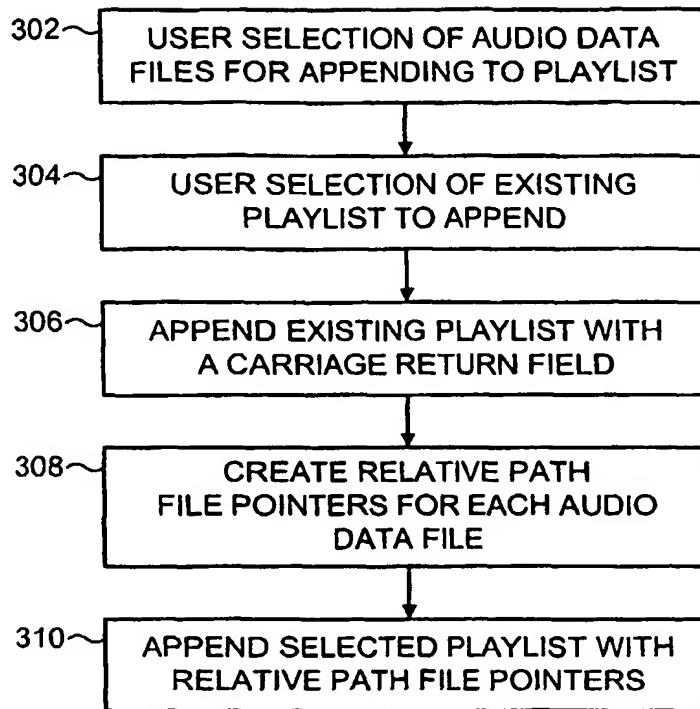 302
USER SELECTION OF AUDIO DATA
FILES FOR APPENDING TO PLAYLIST
304
USER SELECTION OF EXISTING
PLAYLIST TO APPEND
306
APPEND EXISTING PLAYLIST WITH
A CARRIAGE RETURN FIELD
308
CREATE RELATIVE PATH
FILE POINTERS FOR EACH AUDIO
DATA FILE
310
APPEND SELECTED PLAYLIST WITH
RELATIVE PATH FILE POINTERS